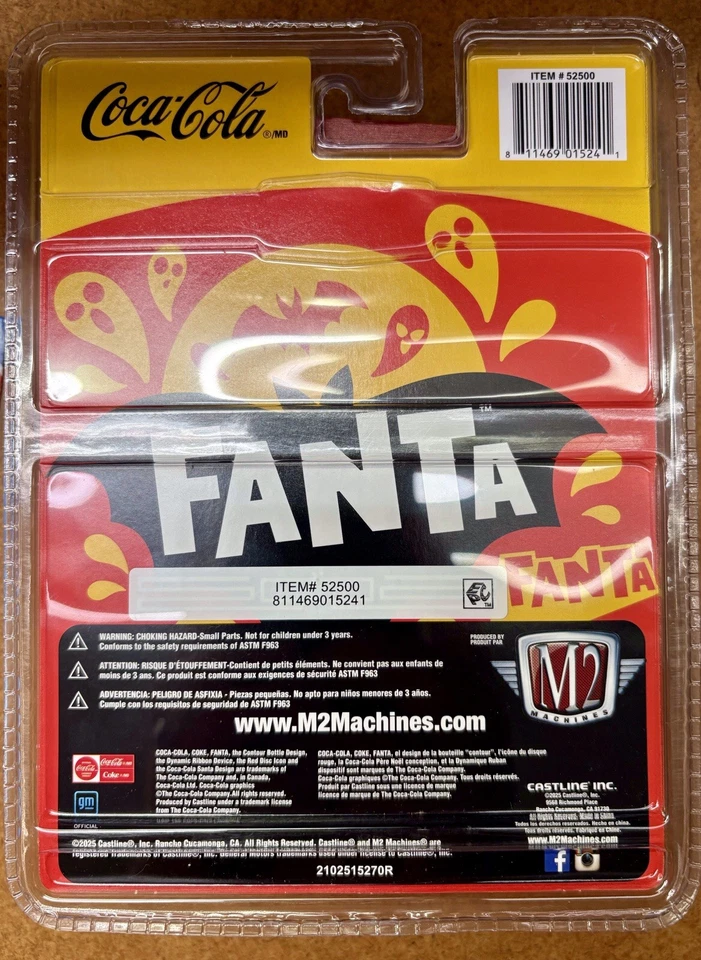 Coca-Cola ®/MD
ITEM # 52500
8 11469 01524 1
FANTA™
FANTA
ITEM# 52500
811469015241
WARNING: CHOKING HAZARD-Small Parts. Not for children under 3 years.
Conforms to the safety requirements of ASTM F963
ATTENTION: RISQUE D'ÉTOUFFEMENT-Contient de petits éléments. Ne convient pas aux enfants de
moins de 3 ans. Ce produit est conforme aux exigences de sécurité ASTM F963
ADVERTENCIA: PELIGRO DE ASFIXIA - Piezas pequeñas. No apto para niños menores de 3 años.
Cumple con los requisitos de seguridad de ASTM F963
PRODUCED BY
PRODUIT PAR
M2
MACHINES
www.M2Machines.com
Coca-Cola
Coca-Cola
Coke
gm
OFFICIAL
COCA-COLA, COKE, FANTA, the Contour Bottle Design,
the Dynamic Ribbon Device, the Red Disc Icon and
the Coca-Cola Santa Design are trademarks of
The Coca-Cola Company and, in Canada,
Coca-Cola Ltd. Coca-Cola graphics
©The Coca-Cola Company.All rights reserved.
Produced by Castline under a trademark license
from The Coca-Cola Company.
COCA-COLA, COKE, FANTA, el design de la bouteille "contour", l'icône du disque
rouge, la Coca-Cola Père Noël conception, et la Dynamique Ruban
dispositif sont marques de The Coca-Cola Company.
Coca-Cola graphiques ©The Coca-Cola Company. Tous droits réservés.
Produit par Castline sous une licence de marque
licence de marque de The Coca-Cola Company.
CASTLINE INC.
©2025 Castline®, Inc.
9560 Richmond Place
Rancho Cucamonga, CA 91730
All Rights Reserved. Made in China.
Todos los derechos reservados. Hecho en china.
Tous droits réservés. Fabriqué en Chine.
www.M2Machines.com
©2025 Castline®, Inc. Rancho Cucamonga, CA. All Rights Reserved. Castline® and M2 Machines® are
registered trademarks of Castline®, Inc. General Motors Trademarks used under license to Castline®, Inc.
2102515270R